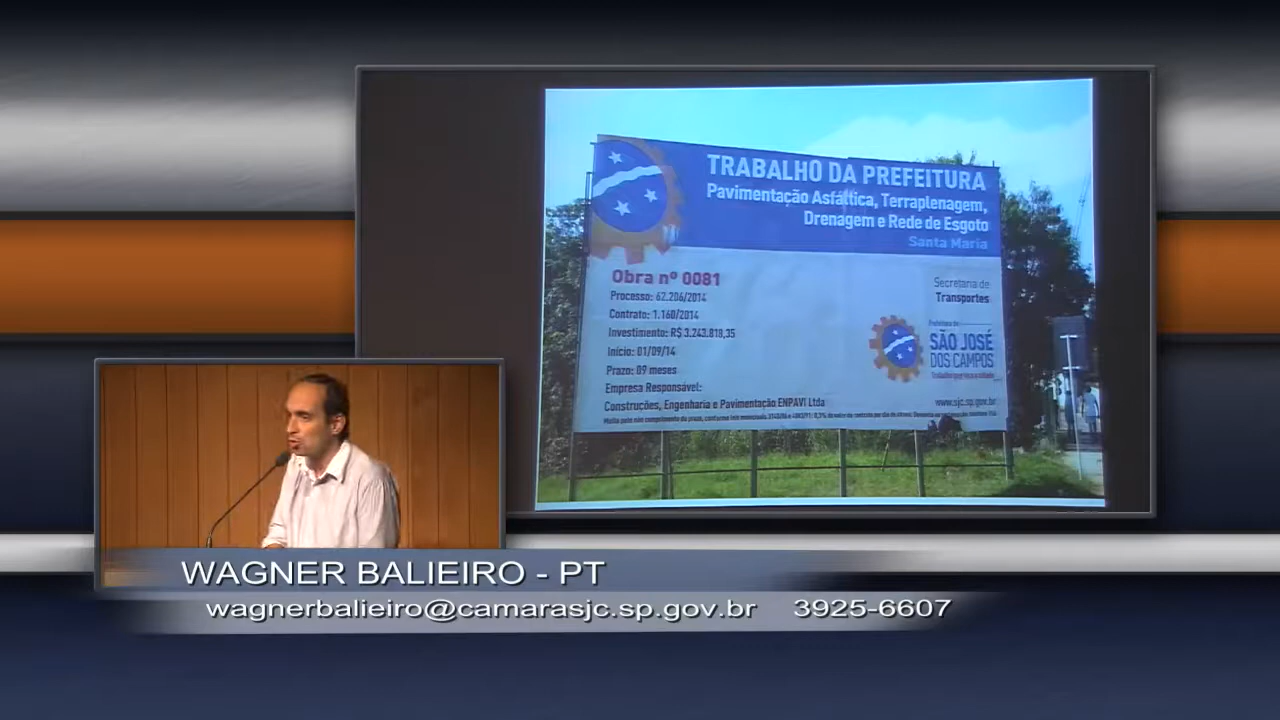 TRABALHO DA PREFEITURA
Pavimentação Asfáltica, Terraplenagem,
Drenagem e Rede de Esgoto
Santa Maria
Obra nº 0081
Processo: 62.206/2014
Contrato: 1.160/2014
Investimento: R$ 3.243.819,35
Início: 01/09/14
Prazo: 09 meses
Empresa Responsável:
Construções, Engenharia e Pavimentação ENPAVI Ltda
Secretaria de
Transportes
Prefeitura de
SÃO JOSÉ
DOS CAMPOS
www.sjc.sp.gov.br
WAGNER BALIEIRO - PT
wagnerbalieiro@camarasjc.sp.gov.br 3925-6607